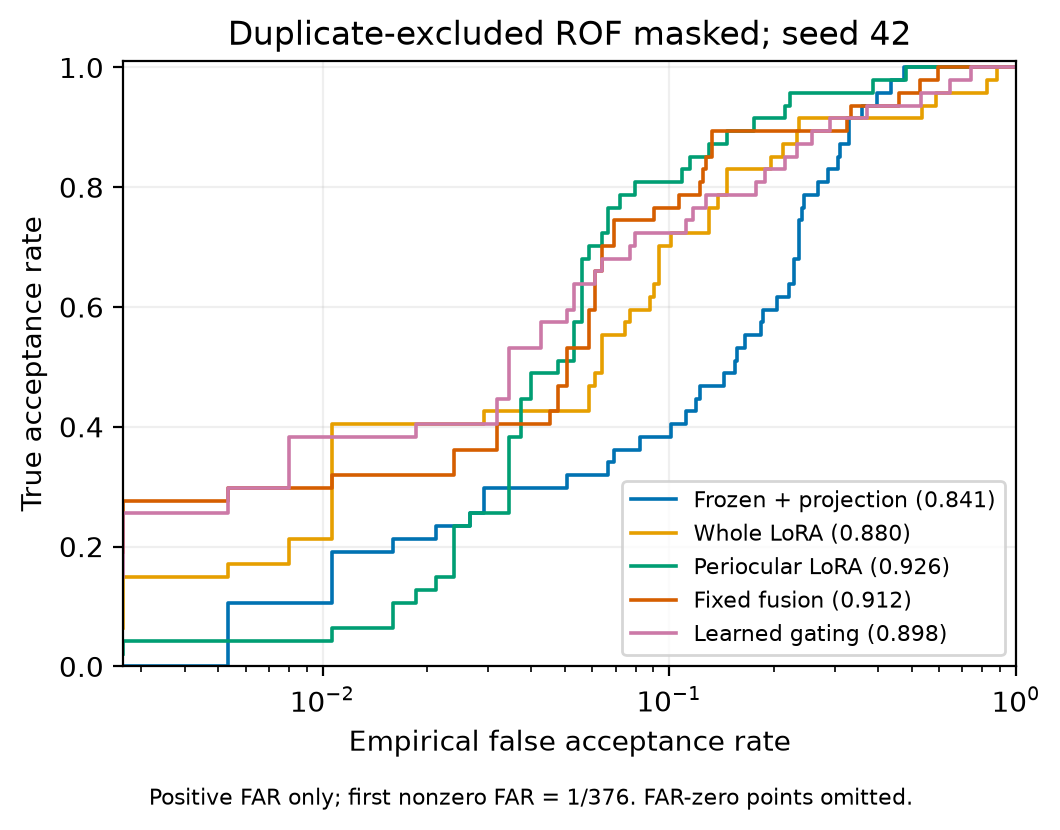 Duplicate-excluded ROF masked; seed 42
True acceptance rate
1.0
0.8
0.6
0.4
0.2
0.0
Frozen + projection (0.841)
Whole LoRA (0.880)
Periocular LoRA (0.926)
Fixed fusion (0.912)
Learned gating (0.898)
10⁻² 10⁻¹ 10⁰
Empirical false acceptance rate
Positive FAR only; first nonzero FAR = 1/376. FAR-zero points omitted.